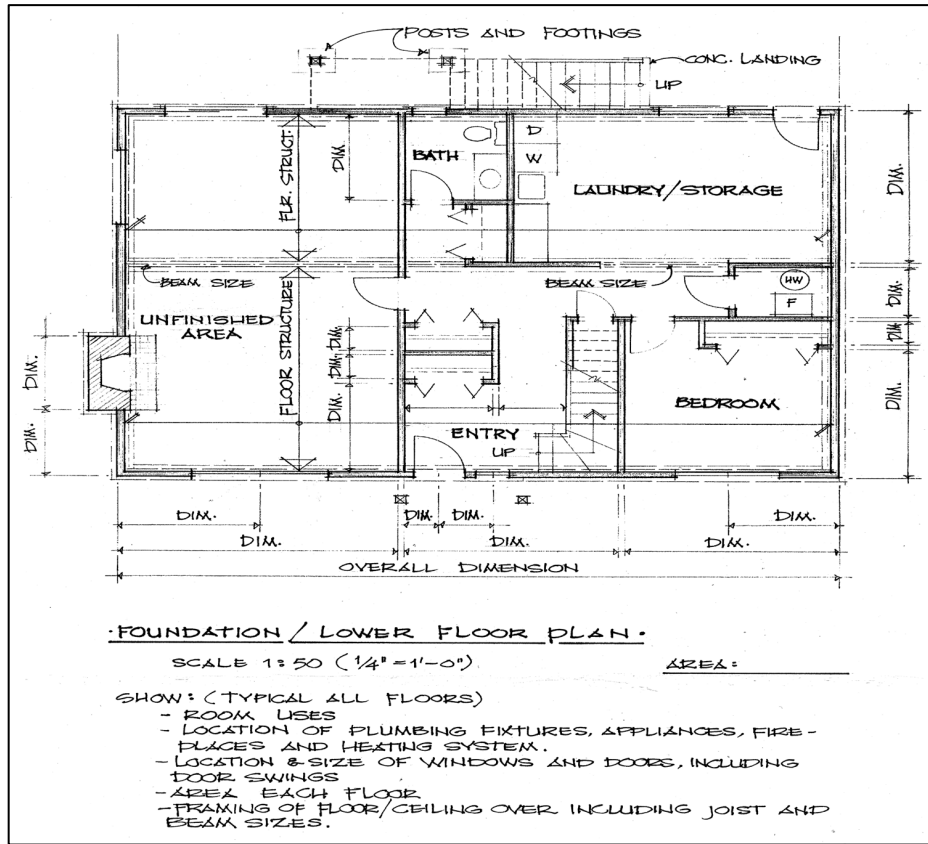 POSTS AND FOOTINGS
CONC. LANDING
UP
D
W
BATH
DIM.
FLR. STRUCT.
LAUNDRY/STORAGE
DIM.
BEAM SIZE
BEAM SIZE
HW
F
DIM.
UNFINISHED
AREA
FLOOR STRUCTURE
DIM.
DIM.
DIM.
DIM.
DIM.
DIM.
DIM.
BEDROOM
DIM.
ENTRY
UP
DIM.
DIM.
DIM.
DIM.
DIM.
DIM.
DIM.
OVERALL DIMENSION
·FOUNDATION / LOWER FLOOR PLAN·
SCALE 1:50 (1/4"=1'-0")
AREA:
SHOW: (TYPICAL ALL FLOORS)
- ROOM USES
- LOCATION OF PLUMBING FIXTURES, APPLIANCES, FIRE-
PLACES AND HEATING SYSTEM.
- LOCATION & SIZE OF WINDOWS AND DOORS, INCLUDING
DOOR SWINGS
- AREA EACH FLOOR
- FRAMING OF FLOOR/CEILING OVER INCLUDING JOIST AND
BEAM SIZES.